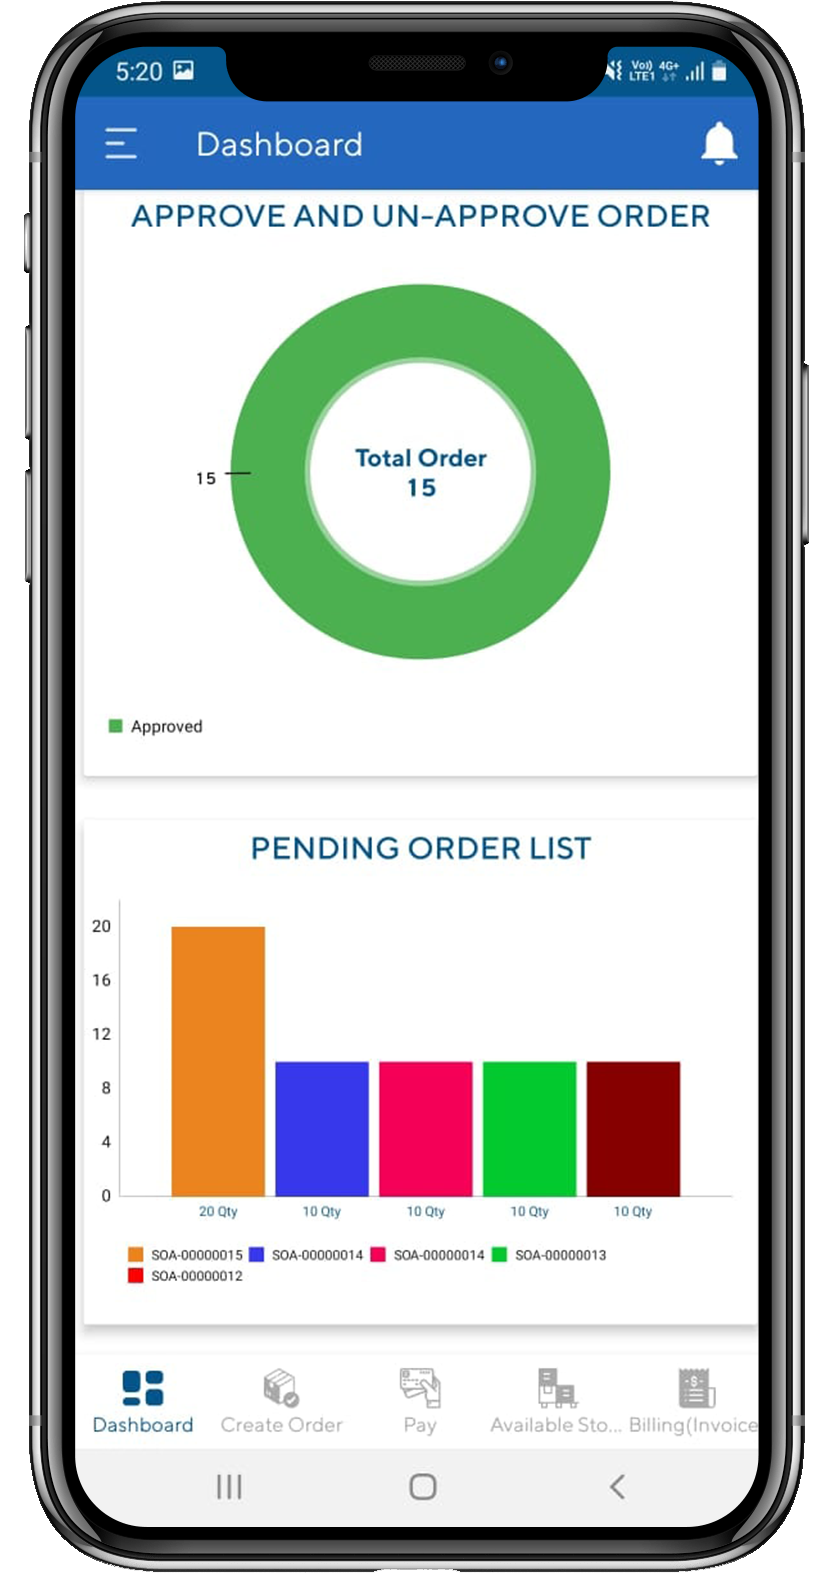 5:20 Vo)) 4G+
LTE1
Dashboard
APPROVE AND UN-APPROVE ORDER
Total Order
15
15
Approved
PENDING ORDER LIST
20
16
12
8
4
0
20 Qty 10 Qty 10 Qty 10 Qty 10 Qty
SOA-00000015 SOA-00000014 SOA-00000014 SOA-00000013
SOA-00000012
-$-
Dashboard Create Order Pay Available Sto... Billing(Invoice